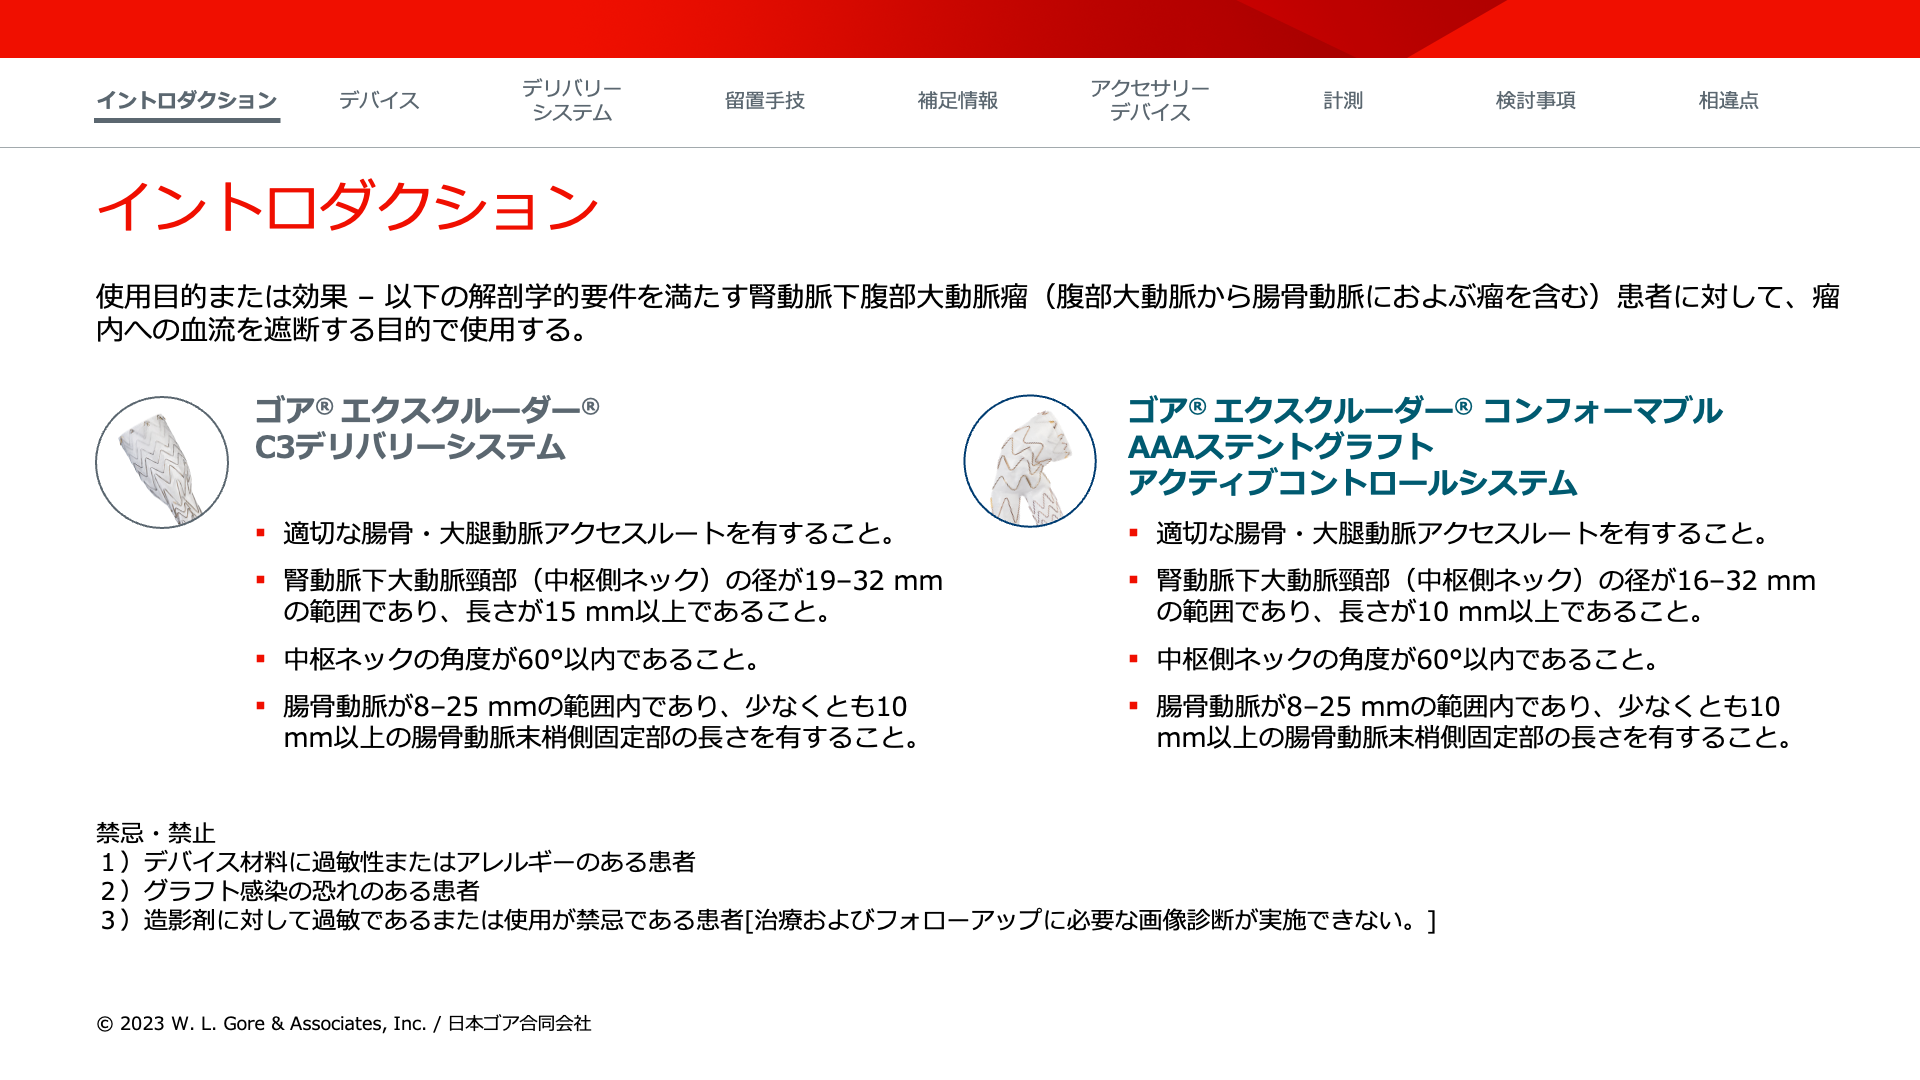 イントロダクション
デバイス
デリバリー
システム
留置手技
補足情報
アクセサリー
デバイス
計測
検討事項
相違点
イントロダクション
使用目的または効果 – 以下の解剖学的要件を満たす腎動脈下腹部大動脈瘤（腹部大動脈から腸骨動脈におよぶ瘤を含む）患者に対して、瘤
内への血流を遮断する目的で使用する。
ゴア® エクスクルーダー®
C3デリバリーシステム
▪ 適切な腸骨・大腿動脈アクセスルートを有すること。
▪ 腎動脈下大動脈頸部（中枢側ネック）の径が19–32 mm
の範囲であり、長さが15 mm以上であること。
▪ 中枢ネックの角度が60°以内であること。
▪ 腸骨動脈が8–25 mmの範囲内であり、少なくとも10
mm以上の腸骨動脈末梢側固定部の長さを有すること。
ゴア® エクスクルーダー® コンフォーマブル
AAAステントグラフト
アクティブコントロールシステム
▪ 適切な腸骨・大腿動脈アクセスルートを有すること。
▪ 腎動脈下大動脈頸部（中枢側ネック）の径が16–32 mm
の範囲であり、長さが10 mm以上であること。
▪ 中枢側ネックの角度が60°以内であること。
▪ 腸骨動脈が8–25 mmの範囲内であり、少なくとも10
mm以上の腸骨動脈末梢側固定部の長さを有すること。
禁忌・禁止
１）デバイス材料に過敏性またはアレルギーのある患者
２）グラフト感染の恐れのある患者
３）造影剤に対して過敏であるまたは使用が禁忌である患者[治療およびフォローアップに必要な画像診断が実施できない。]
© 2023 W. L. Gore & Associates, Inc. / 日本ゴア合同会社